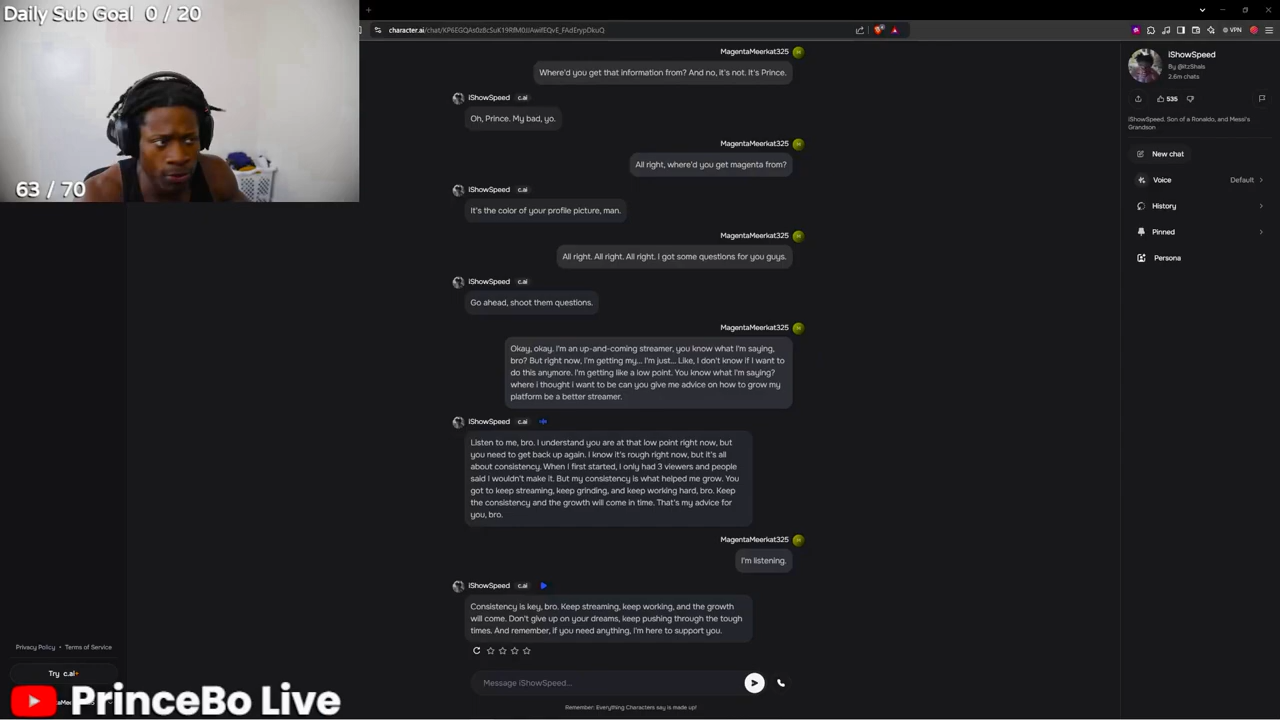 Daily Sub Goal 0 / 20
63 / 70
VPN
MagentaMeerkat325
Where'd you get that information from? And no, it's not. It's Prince.
iShowSpeed c.ai
Oh, Prince. My bad, yo.
MagentaMeerkat325
All right, where'd you get magenta from?
iShowSpeed c.ai
It's the color of your profile picture, man.
MagentaMeerkat325
All right. All right. All right. I got some questions for you guys.
iShowSpeed c.ai
Go ahead, shoot them questions.
MagentaMeerkat325
Okay, okay. I'm an up-and-coming streamer, you know what I'm saying,
bro? But right now, I'm getting my... I'm just... Like, I don't know if I want to
do this anymore. I'm getting like a low point. You know what I'm saying?
where i thought i want to be can you give me advice on how to grow my
platform be a better streamer.
iShowSpeed c.ai
Listen to me, bro. I understand you are at that low point right now, but
you need to get back up again. I know it's rough right now, but it's all
about consistency. When I first started, I only had 3 viewers and people
said I wouldn't make it. But my consistency is what helped me grow. You
got to keep streaming, keep grinding, and keep working hard, bro. Keep
the consistency and the growth will come in time. That's my advice for
you, bro.
MagentaMeerkat325
I'm listening.
iShowSpeed c.ai
Consistency is key, bro. Keep streaming, keep working, and the growth
will come. Don't give up on your dreams, keep pushing through the tough
times. And remember, if you need anything, I'm here to support you.
Message iShowSpeed...
Remember: Everything Characters say is made up!
iShowSpeed
By @itzShals
2.6m chats
535
iShowSpeed. Son of a Ronaldo, and Messi's
Grandson
New chat
Voice Default
History
Pinned
Persona
Privacy Policy • Terms of Service
Try c.ai+
PrinceBo Live